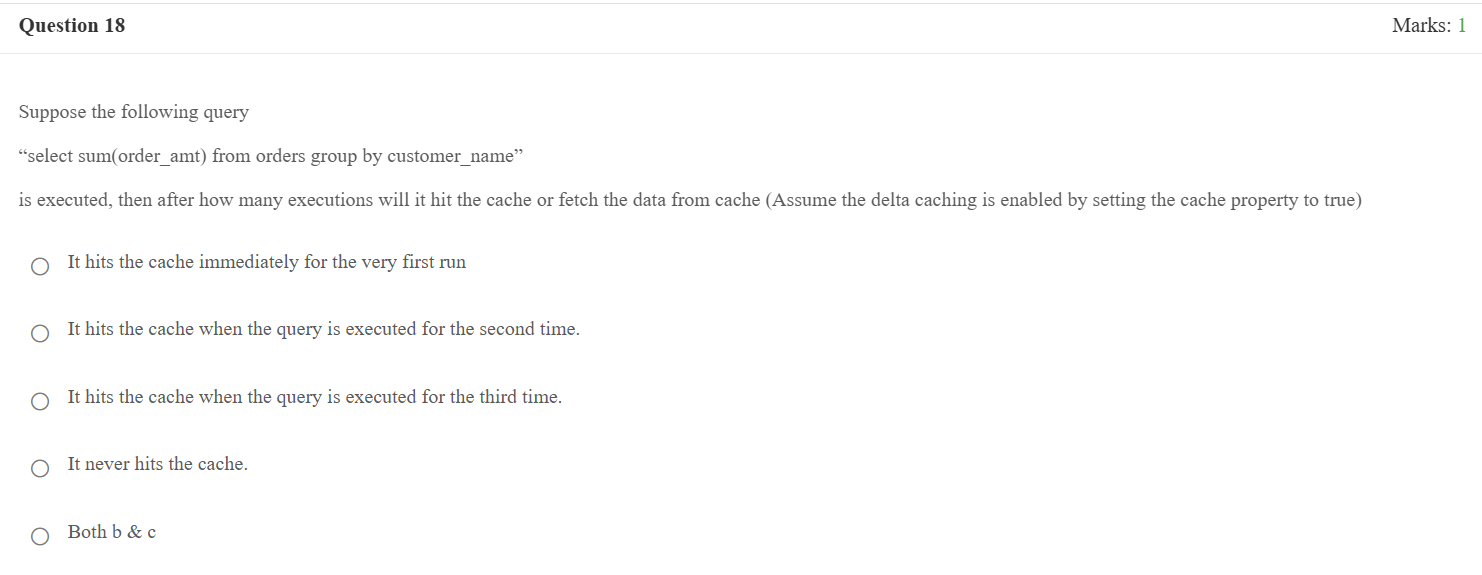 Question 18
Marks: 1
Suppose the following query
“select sum(order_amt) from orders group by customer_name”
is executed, then after how many executions will it hit the cache or fetch the data from cache (Assume the delta caching is enabled by setting the cache property to true)
It hits the cache immediately for the very first run
It hits the cache when the query is executed for the second time.
It hits the cache when the query is executed for the third time.
It never hits the cache.
Both b & c